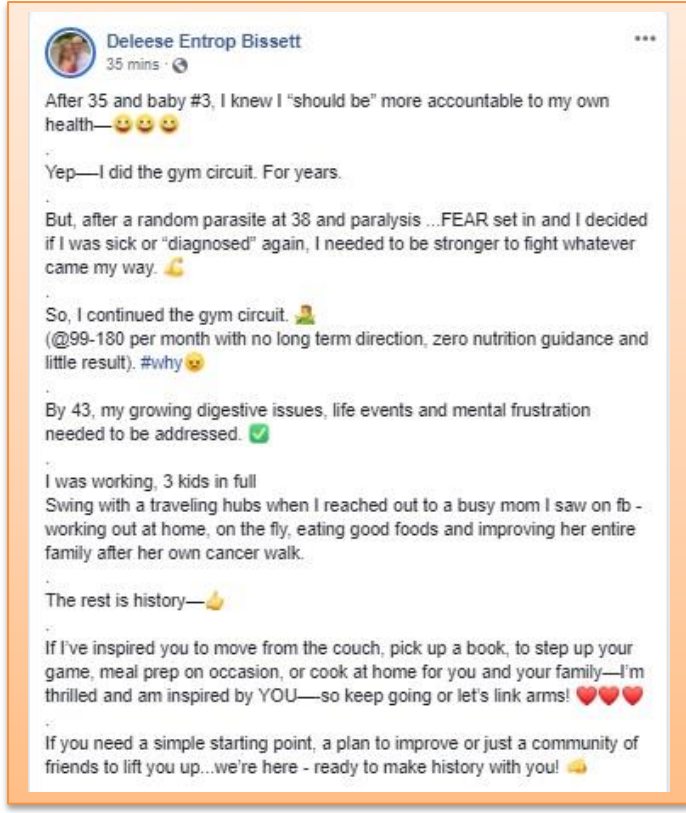 Deleese Entrop Bissett
35 mins ·
After 35 and baby #3, I knew I “should be” more accountable to my own
health—😀😀😀
.
Yep—-I did the gym circuit. For years.
.
But, after a random parasite at 38 and paralysis ...FEAR set in and I decided
if I was sick or “diagnosed” again, I needed to be stronger to fight whatever
came my way. 💪
.
So, I continued the gym circuit. 🤦
(@99-180 per month with no long term direction, zero nutrition guidance and
little result). #why😠
.
By 43, my growing digestive issues, life events and mental frustration
needed to be addressed. ✅
.
I was working, 3 kids in full
Swing with a traveling hubs when I reached out to a busy mom I saw on fb -
working out at home, on the fly, eating good foods and improving her entire
family after her own cancer walk.
.
The rest is history—👍
.
If I’ve inspired you to move from the couch, pick up a book, to step up your
game, meal prep on occasion, or cook at home for you and your family—I’m
thrilled and am inspired by YOU—-so keep going or let’s link arms! ❤️❤️❤️
.
If you need a simple starting point, a plan to improve or just a community of
friends to lift you up...we’re here - ready to make history with you! 👊